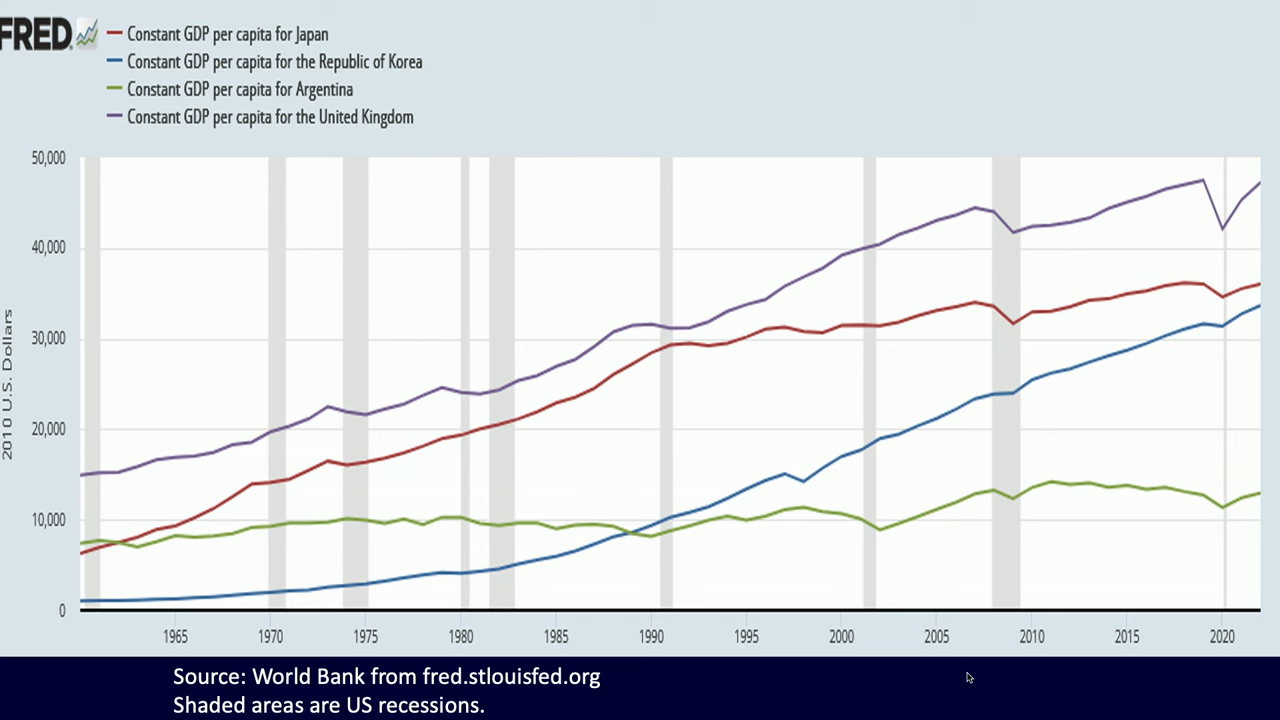 FRED
Constant GDP per capita for Japan
Constant GDP per capita for the Republic of Korea
Constant GDP per capita for Argentina
Constant GDP per capita for the United Kingdom
50,000
40,000
30,000
20,000
10,000
0
2010 U.S. Dollars
1965 1970 1975 1980 1985 1990 1995 2000 2005 2010 2015 2020
Source: World Bank from fred.stlouisfed.org
Shaded areas are US recessions.